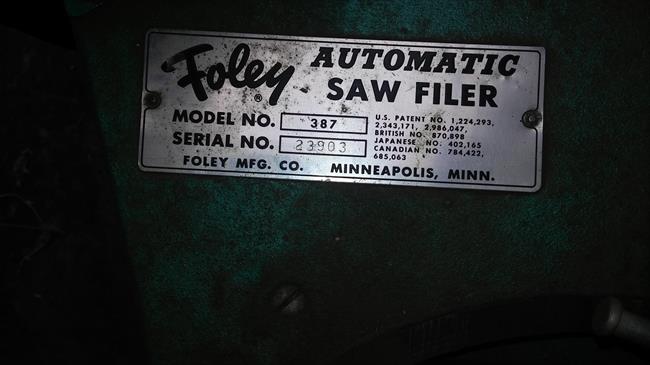 Foley® AUTOMATIC
SAW FILER
MODEL NO. 387
SERIAL NO. 23903
U.S. PATENT NO. 1,224,293,
2,343,171, 2,986,047,
BRITISH NO. 870,898
JAPANESE NO. 402,165
CANADIAN NO. 784,422,
685,063
FOLEY MFG. CO. MINNEAPOLIS, MINN.